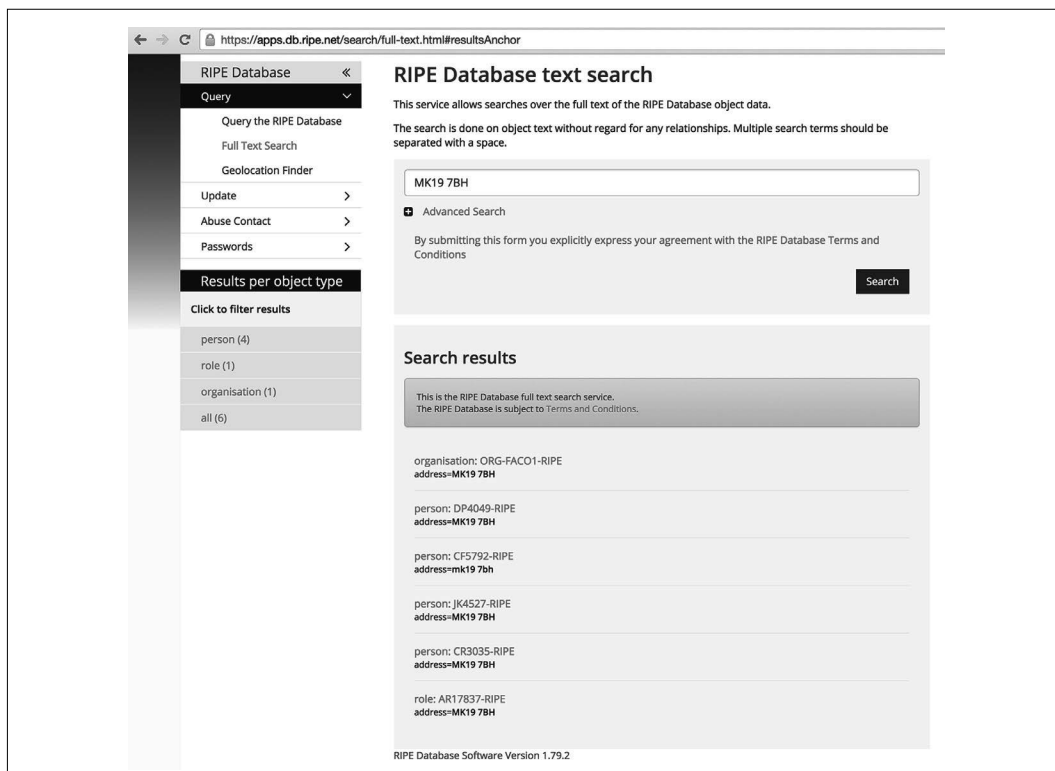 https://apps.db.ripe.net/search/full-text.html#resultsAnchor
RIPE Database «
Query
Query the RIPE Database
Full Text Search
Geolocation Finder
Update
Abuse Contact
Passwords
Results per object type
Click to filter results
person (4)
role (1)
organisation (1)
all (6)
RIPE Database text search
This service allows searches over the full text of the RIPE Database object data.
The search is done on object text without regard for any relationships. Multiple search terms should be
separated with a space.
MK19 7BH
Advanced Search
By submitting this form you explicitly express your agreement with the RIPE Database Terms and
Conditions
Search
Search results
This is the RIPE Database full text search service.
The RIPE Database is subject to Terms and Conditions.
organisation: ORG-FACO1-RIPE
address=MK19 7BH
person: DP4049-RIPE
address=MK19 7BH
person: CF5792-RIPE
address=mk19 7bh
person: JK4527-RIPE
address=MK19 7BH
person: CR3035-RIPE
address=MK19 7BH
role: AR17837-RIPE
address=MK19 7BH
RIPE Database Software Version 1.79.2